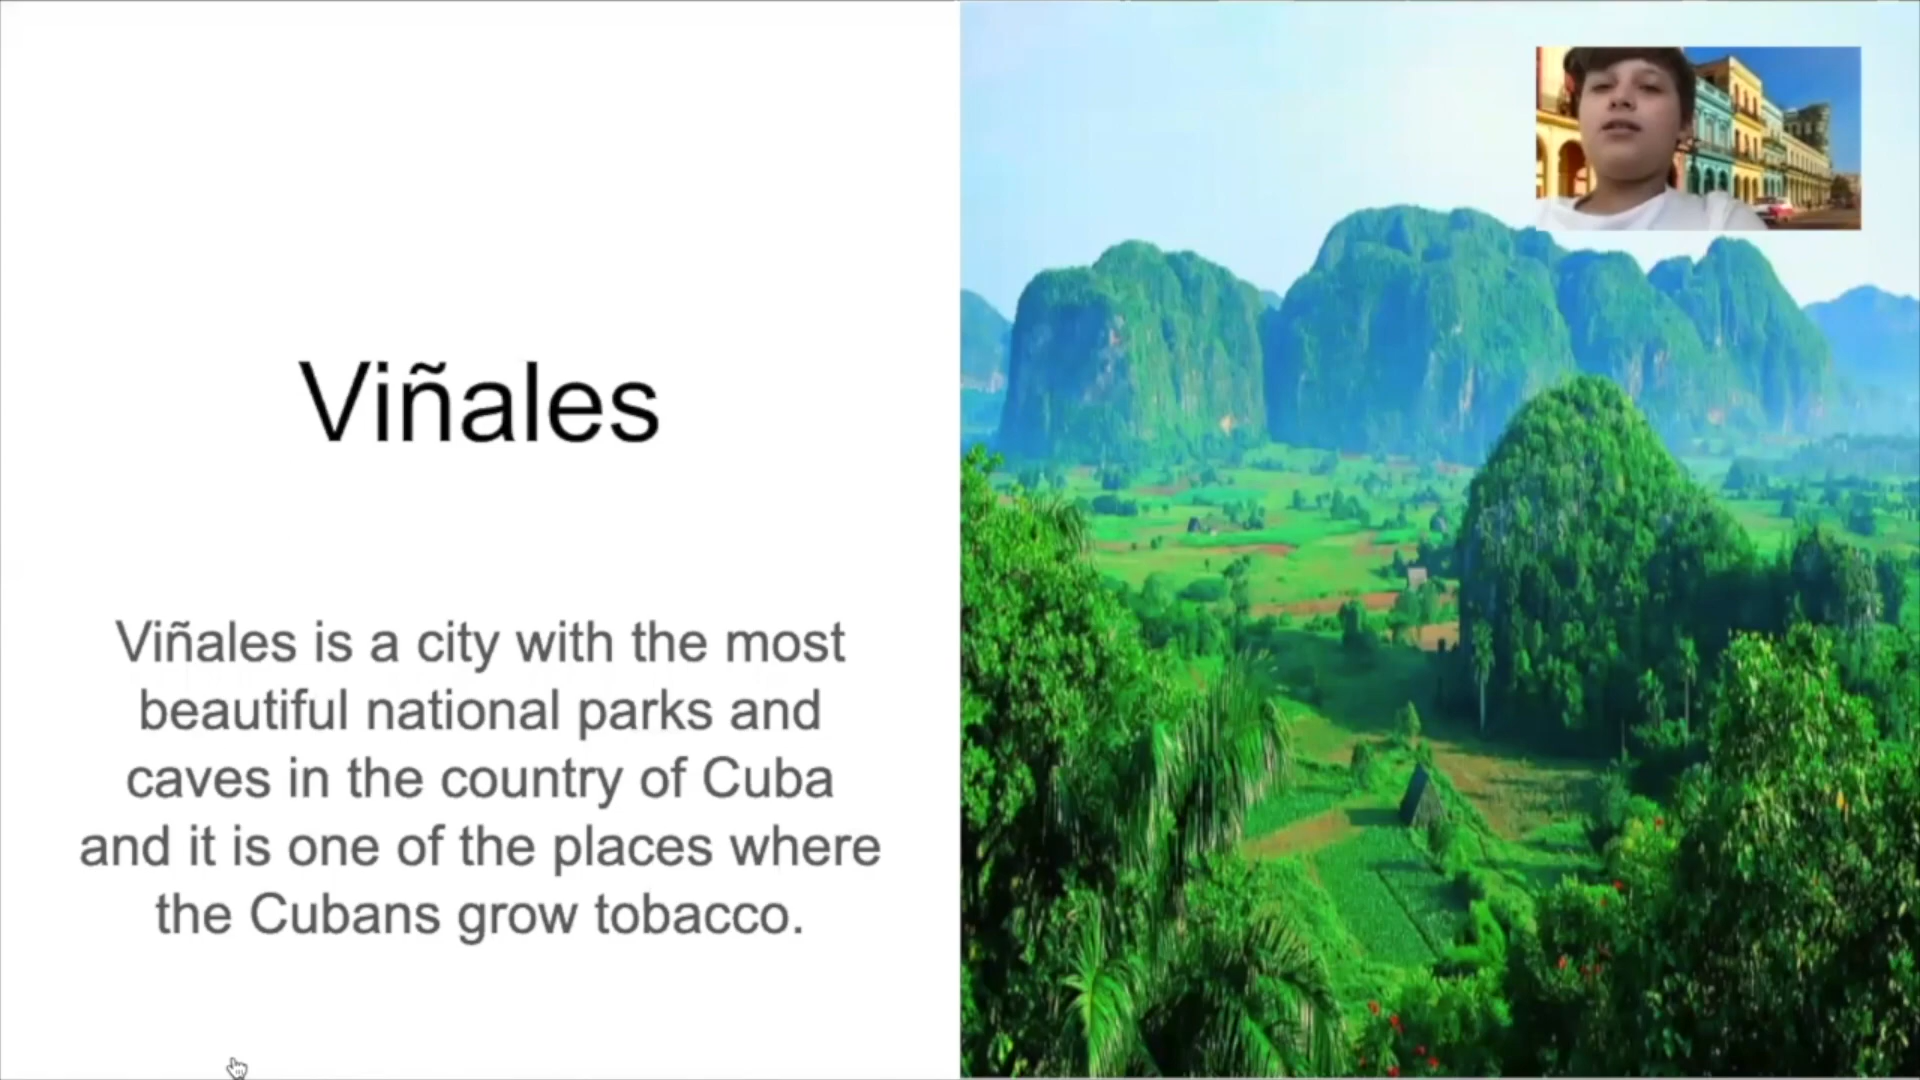 Viñales
Viñales is a city with the most
beautiful national parks and
caves in the country of Cuba
and it is one of the places where
the Cubans grow tobacco.